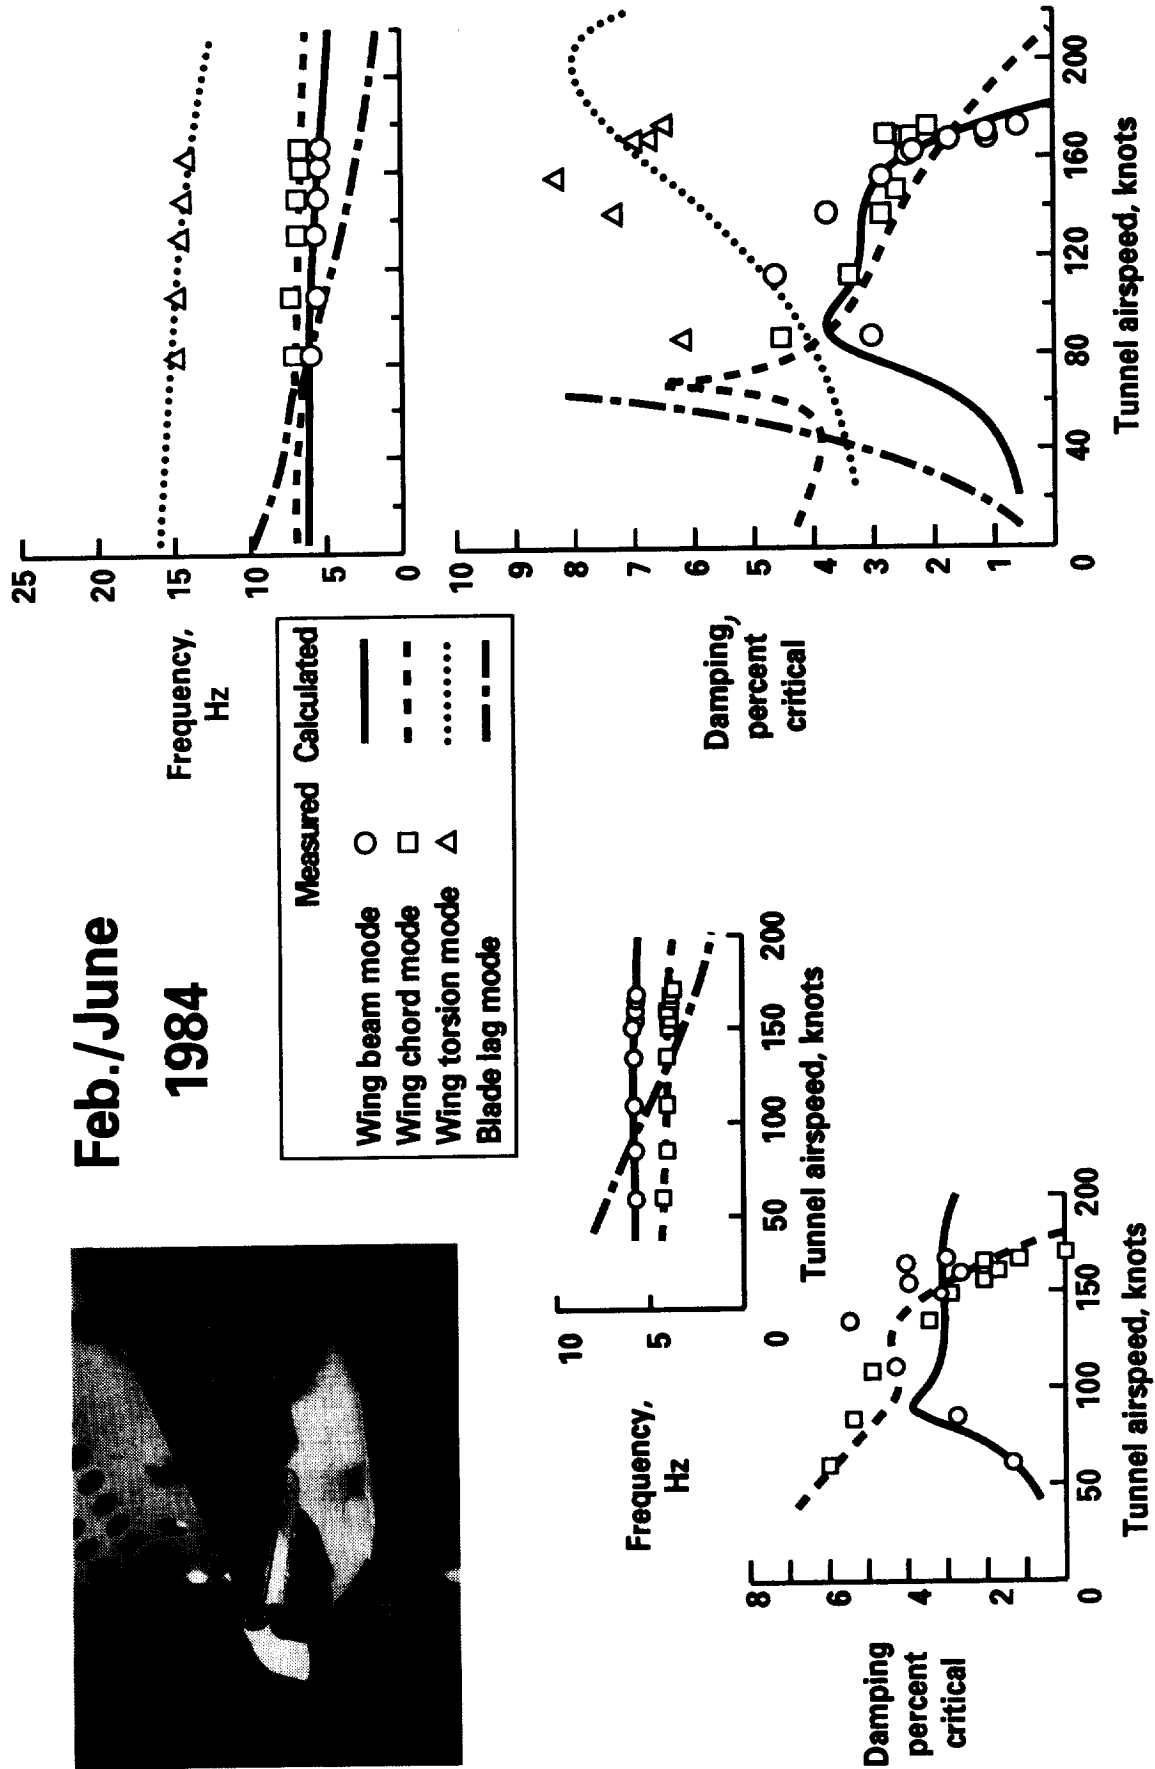 Feb./June
1984
Measured Calculated
Wing beam mode
Wing chord mode
Wing torsion mode
Blade lag mode
Frequency,
Hz
25
20
15
10
5
0
Damping,
percent
critical
10
9
8
7
6
5
4
3
2
1
0
40
80
120
160
200
Tunnel airspeed, knots
Frequency,
Hz
10
5
0
50
100
150
200
Tunnel airspeed, knots
Damping
percent
critical
8
6
4
2
0
50
100
150
200
Tunnel airspeed, knots